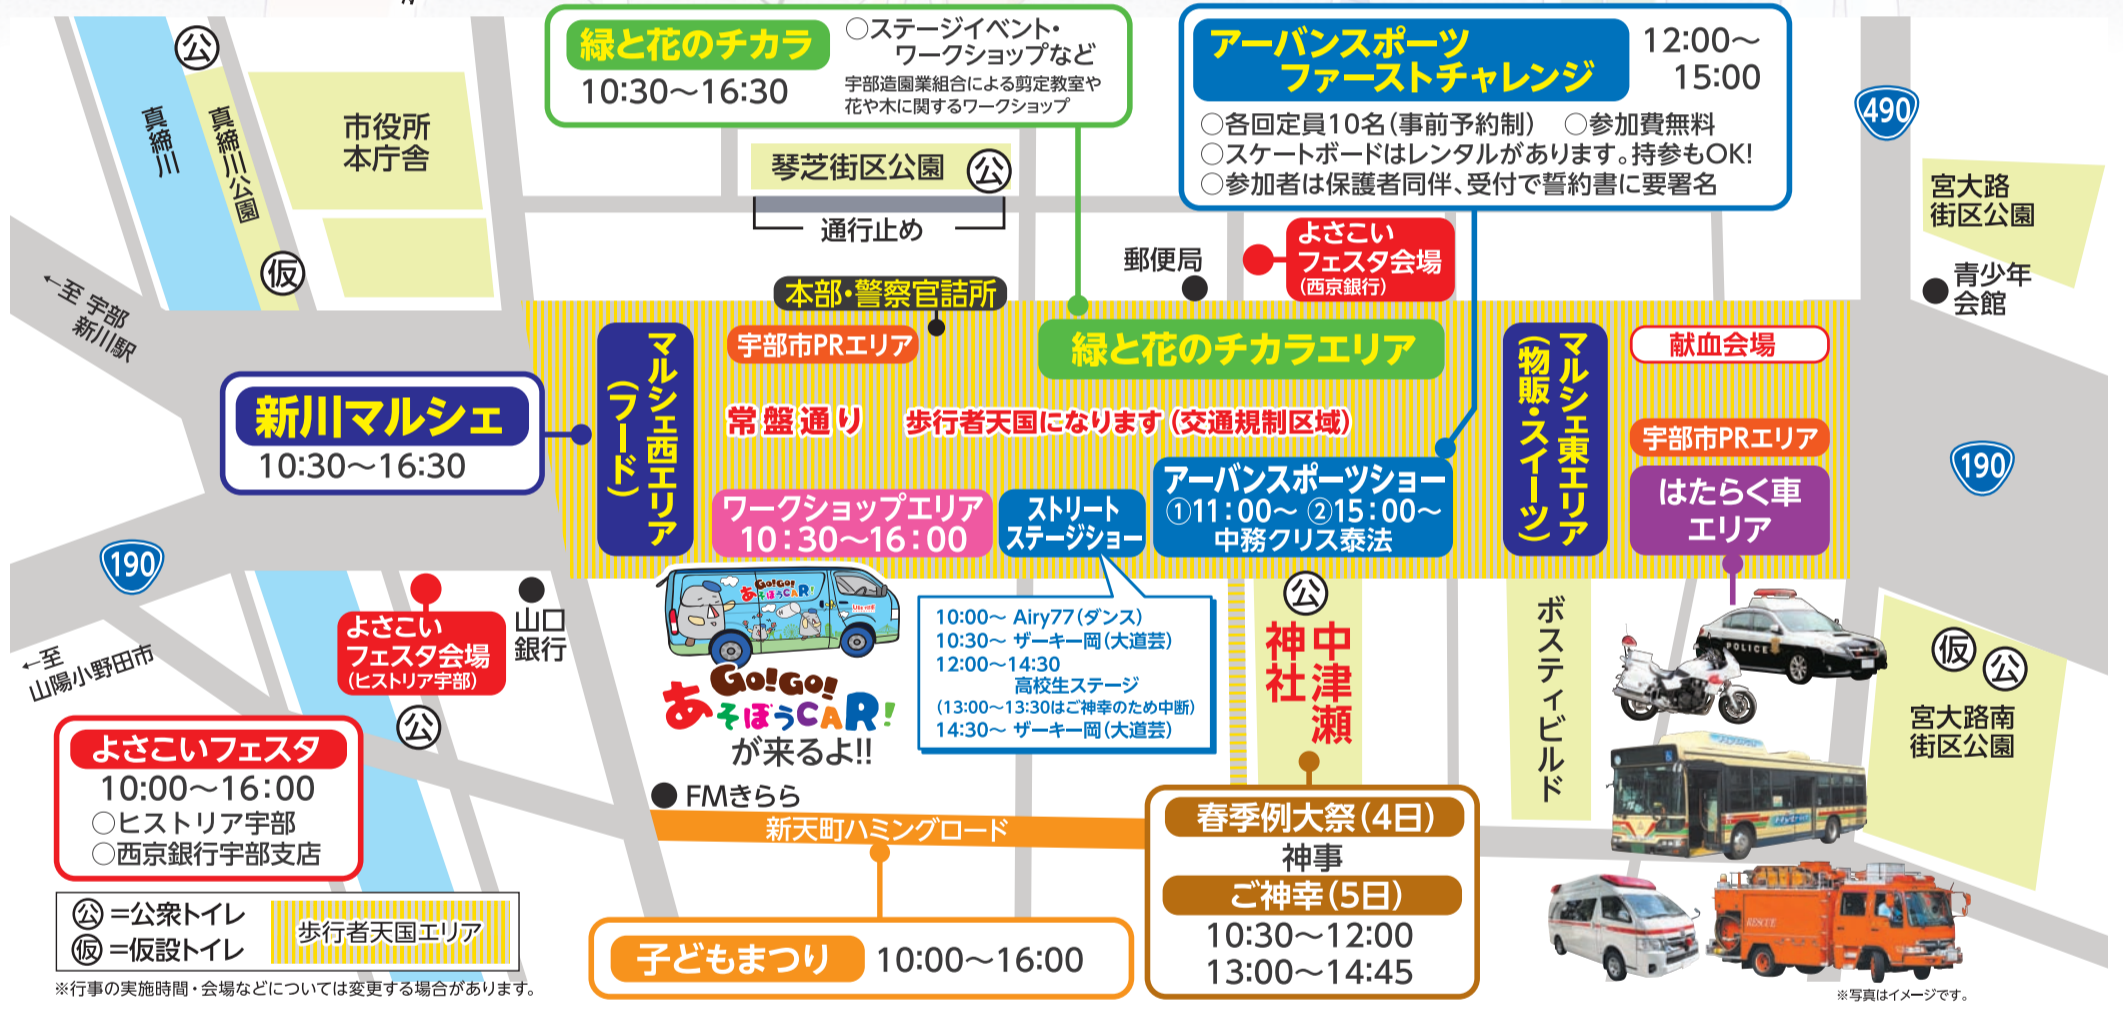 緑と花のチカラ
10:30～16:30
○ステージイベント・
ワークショップなど
宇部造園業組合による剪定教室や
花や木に関するワークショップ
アーバンスポーツ
ファーストチャレンジ
12:00～
15:00
○各回定員10名(事前予約制) ○参加費無料
○スケートボードはレンタルがあります。持参もOK!
○参加者は保護者同伴、受付で誓約書に要署名
公
真締川
真締川公園
仮
市役所
本庁舎
琴芝街区公園 公
通行止め
490
宮大路
街区公園
青少年
会館
郵便局
よさこい
フェスタ会場
(西京銀行)
←至 宇部
新川駅
本部・警察官詰所
宇部市PRエリア
緑と花のチカラエリア
マルシェ西エリア
(フード)
マルシェ東エリア
(物販・スイーツ)
献血会場
新川マルシェ
10:30～16:30
常盤通り 歩行者天国になります(交通規制区域)
宇部市PRエリア
190
はたらく車
エリア
ワークショップエリア
10:30～16:00
ストリート
ステージショー
アーバンスポーツショー
①11:00～ ②15:00～
中務クリス泰法
190
←至
山陽小野田市
よさこい
フェスタ会場
(ヒストリア宇部)
公
山口
銀行
Go!Go!
あそぼうCAR!
Go!Go!
あそぼうCAR!
が来るよ!!
10:00～ Airy77(ダンス)
10:30～ ザーキー岡(大道芸)
12:00～14:30
高校生ステージ
(13:00～13:30はご神幸のため中断)
14:30～ ザーキー岡(大道芸)
公
中津瀬
神社
ボスティビルド
POLICE
仮
公
宮大路南
街区公園
よさこいフェスタ
10:00～16:00
○ヒストリア宇部
○西京銀行宇部支店
FMきらら
新天町ハミングロード
春季例大祭(4日)
神事
ご神幸(5日)
10:30～12:00
13:00～14:45
RESCUE
公=公衆トイレ
仮=仮設トイレ
歩行者天国エリア
子どもまつり 10:00～16:00
※行事の実施時間・会場などについては変更する場合があります。
※写真はイメージです。